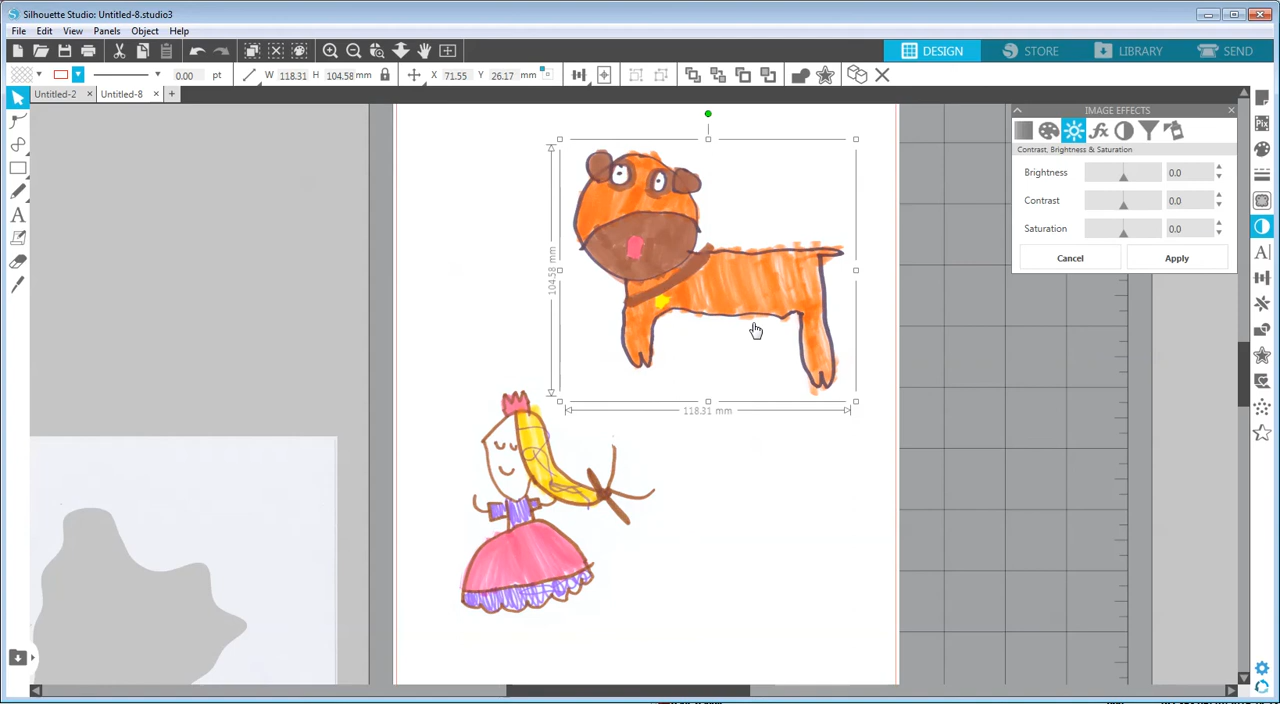 Silhouette Studio: Untitled-8.studio3
File Edit View Panels Object Help
DESIGN STORE LIBRARY SEND
0.00 pt W 118.31 H 104.58 mm X 71.55 Y 26.17 mm
Untitled-2 Untitled-8
IMAGE EFFECTS
Contrast, Brightness & Saturation
Brightness 0.0
Contrast 0.0
Saturation 0.0
Cancel Apply
104.58 mm
118.31 mm